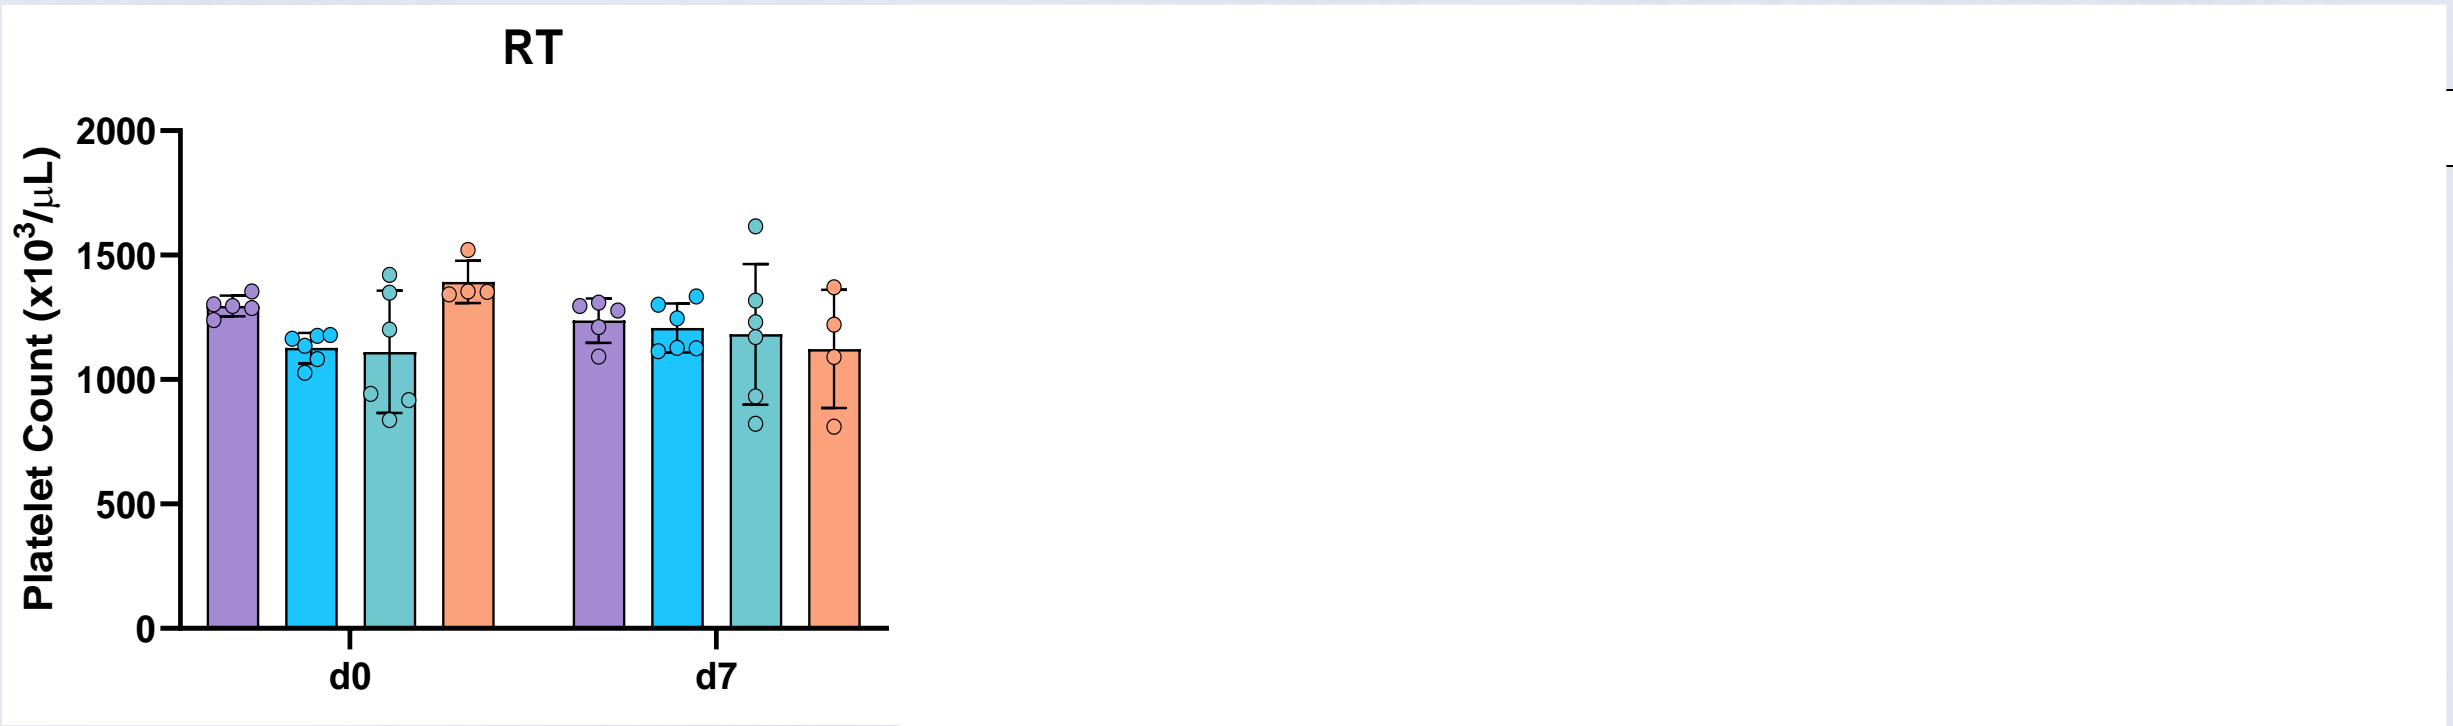 RT
Platelet Count (x10³/μL)
2000
1500
1000
500
0
d0
d7